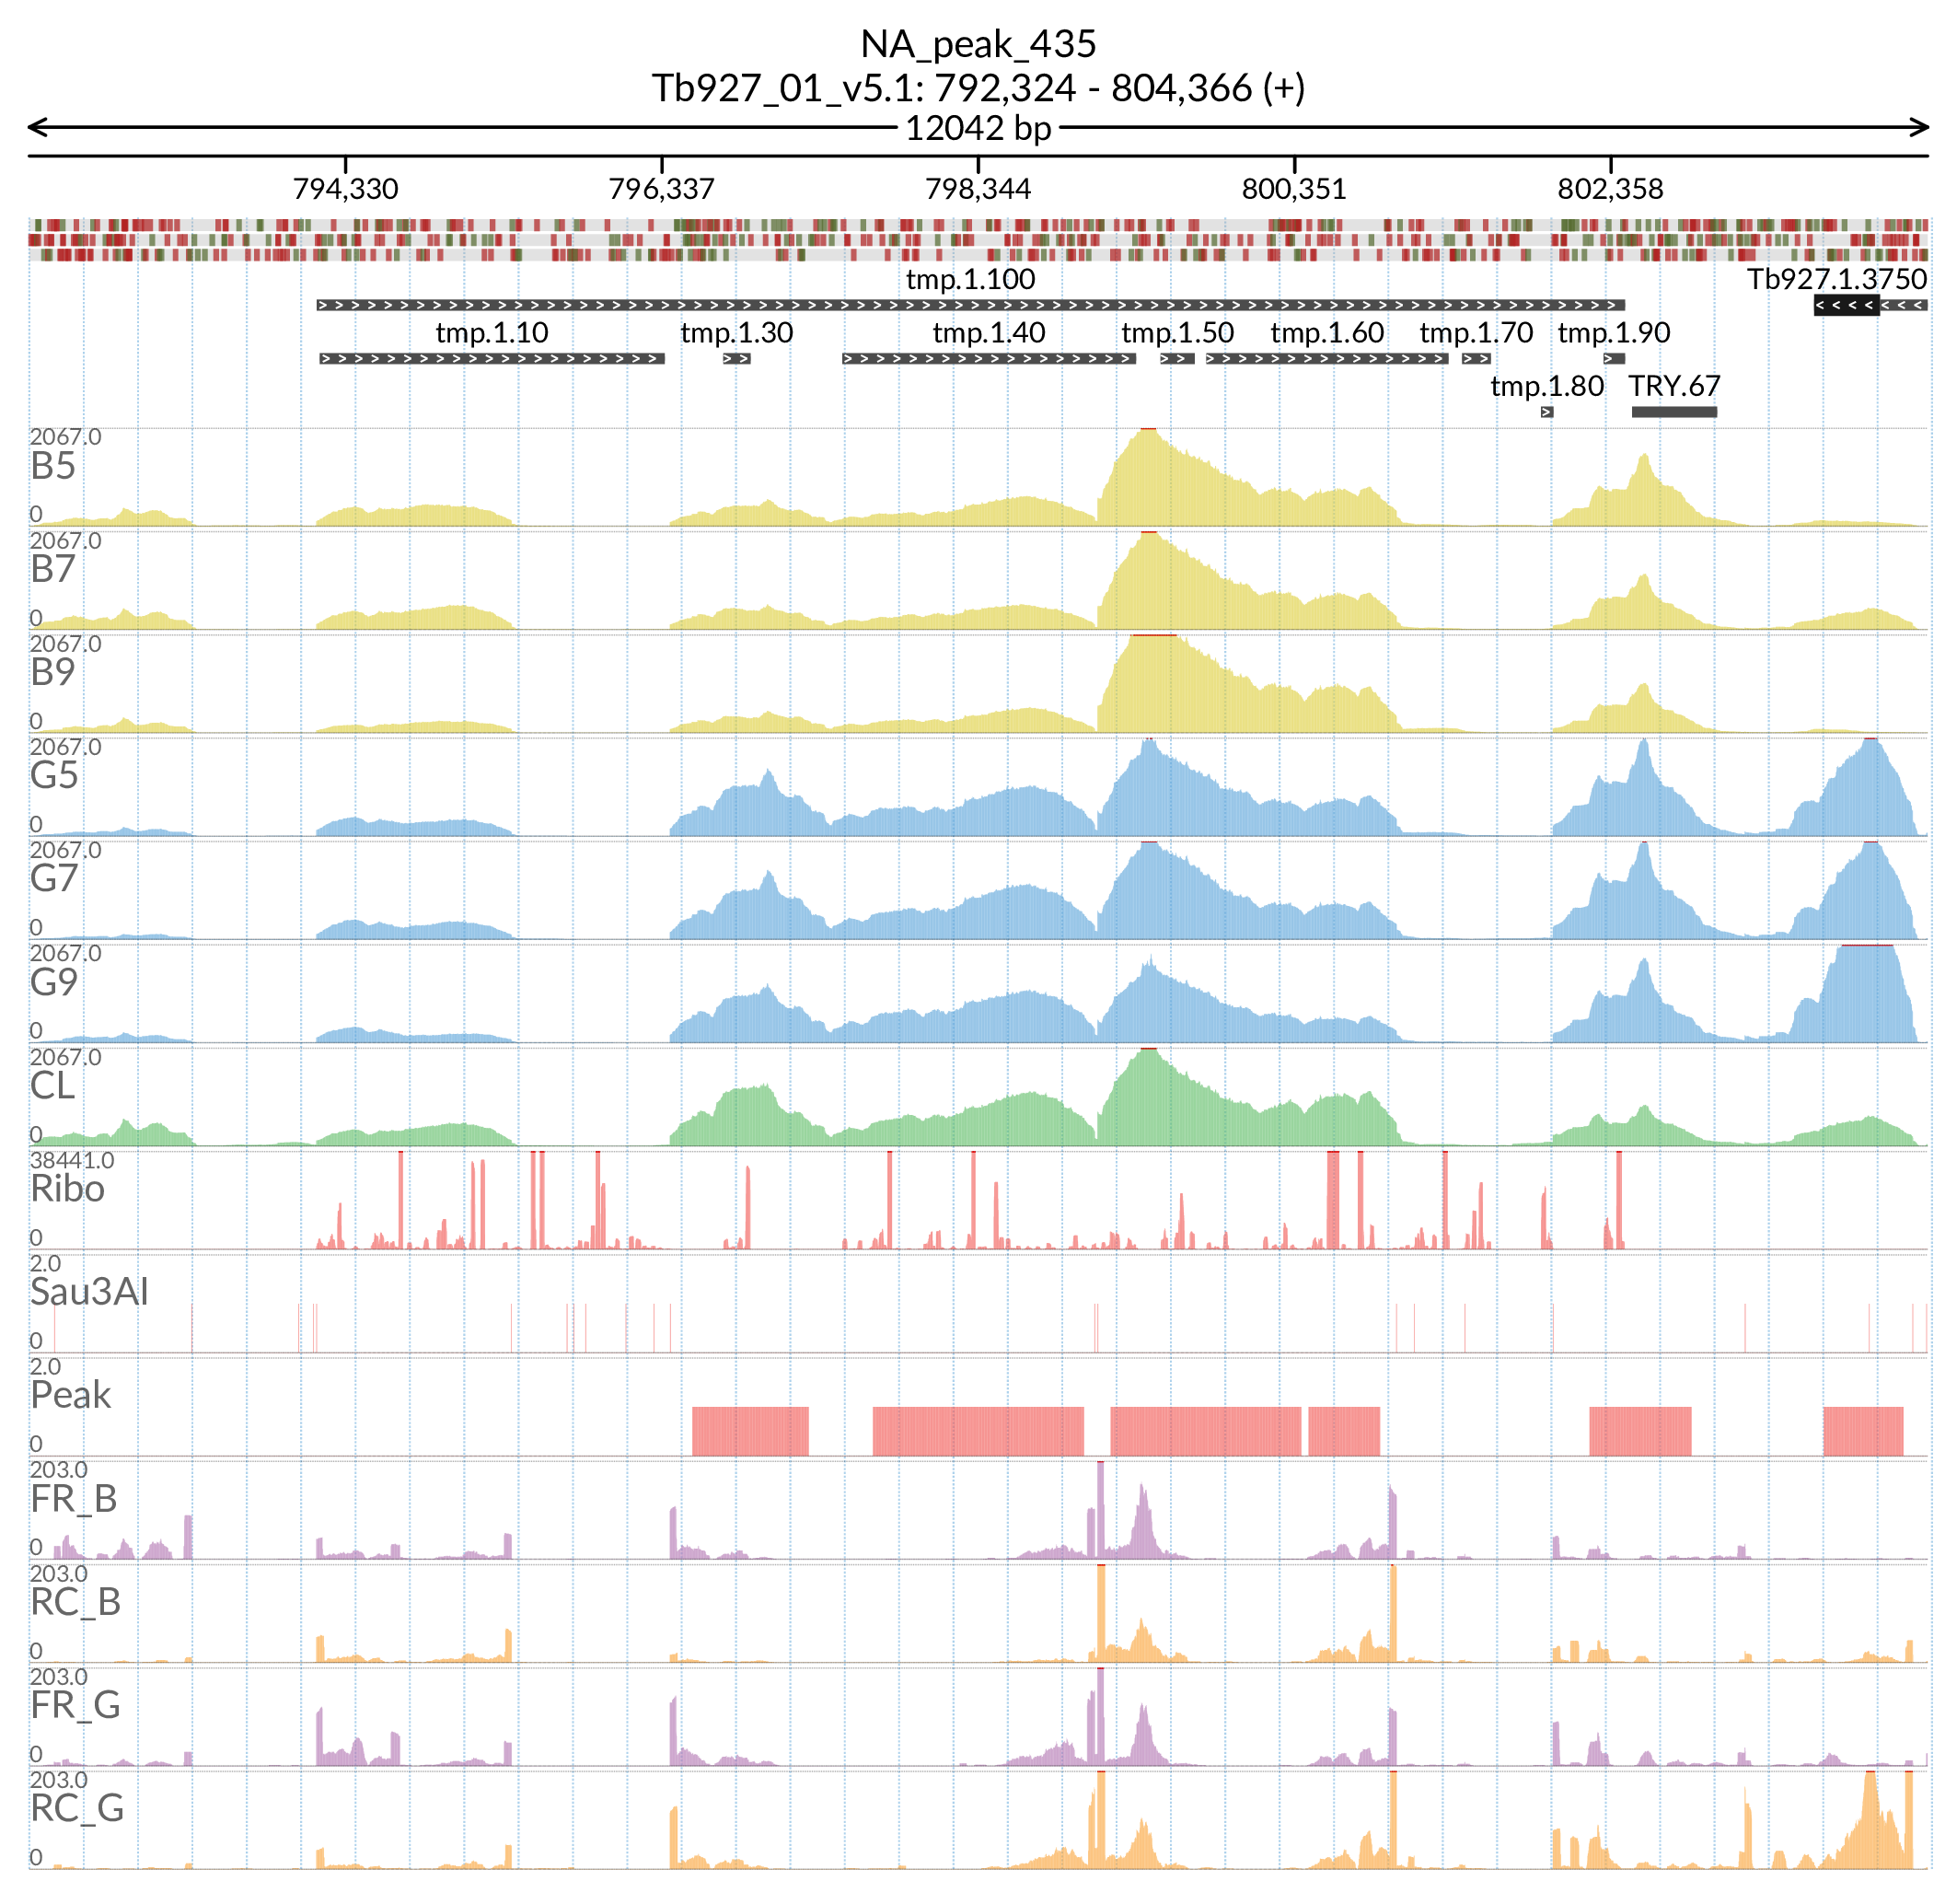 NA_peak_435
Tb927_01_v5.1: 792,324 - 804,366 (+)
12042 bp
794,330 796,337 798,344 800,351 802,358
tmp.1.100 Tb927.1.3750
tmp.1.10 tmp.1.30 tmp.1.40 tmp.1.50 tmp.1.60 tmp.1.70 tmp.1.90
tmp.1.80 TRY.67
2067.0
B5
0
2067.0
B7
0
2067.0
B9
0
2067.0
G5
0
2067.0
G7
0
2067.0
G9
0
2067.0
CL
0
38441.0
Ribo
0
2.0
Sau3AI
0
2.0
Peak
0
203.0
FR_B
0
203.0
RC_B
0
203.0
FR_G
0
203.0
RC_G
0